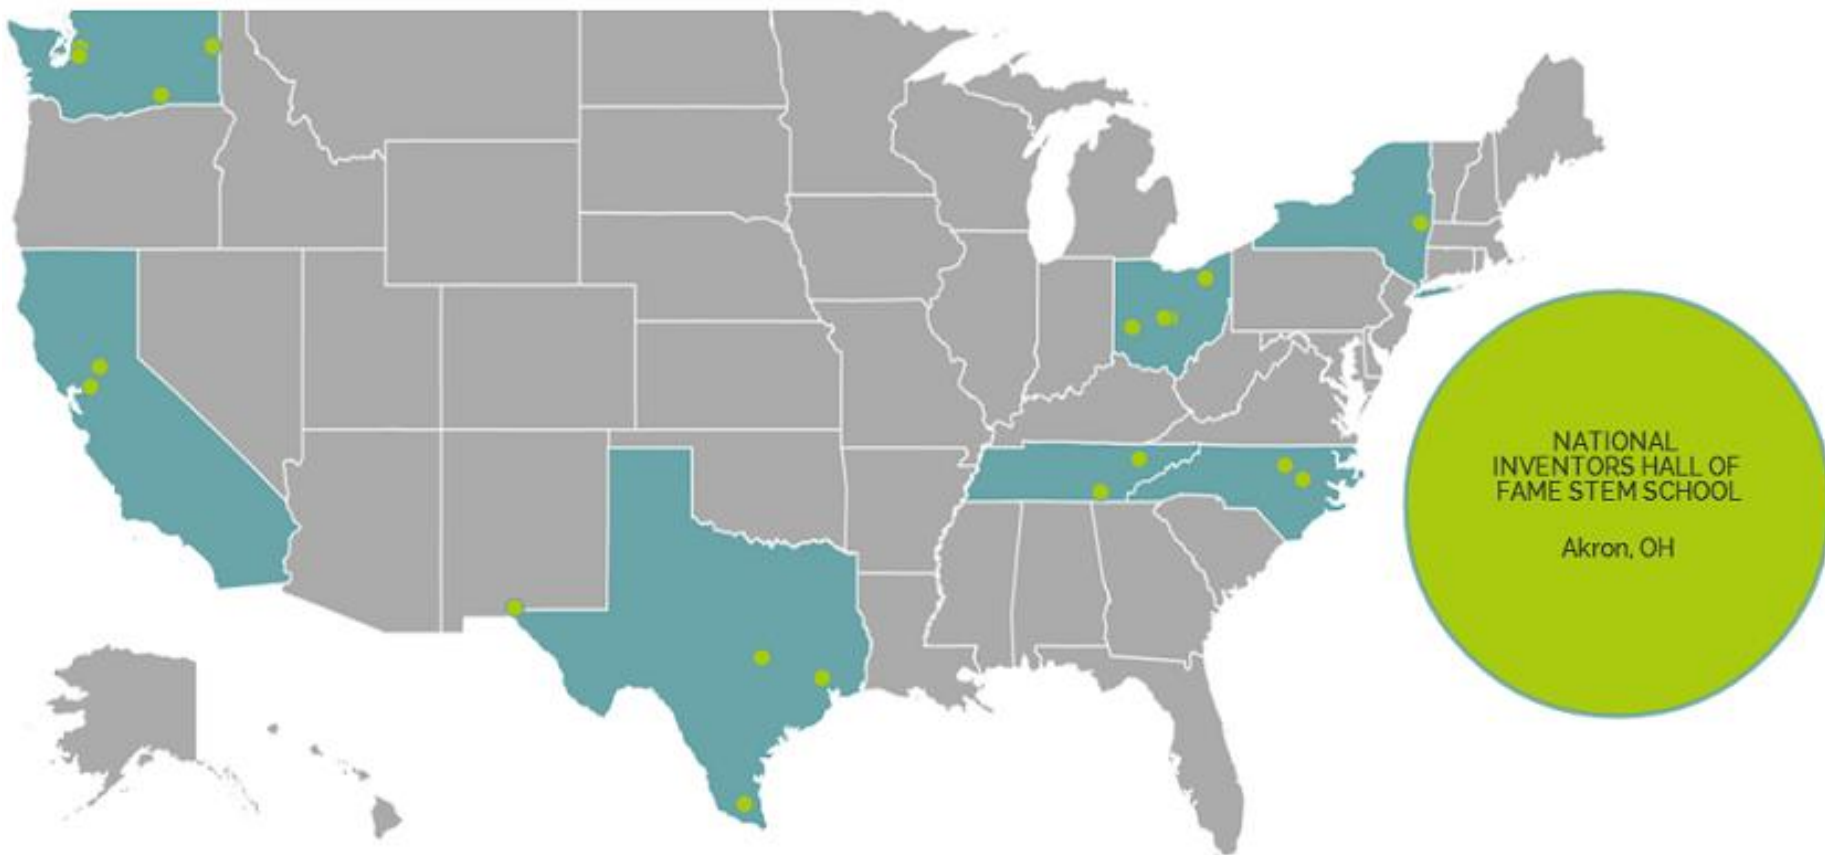 NATIONAL
INVENTORS HALL OF
FAME STEM SCHOOL
Akron, OH